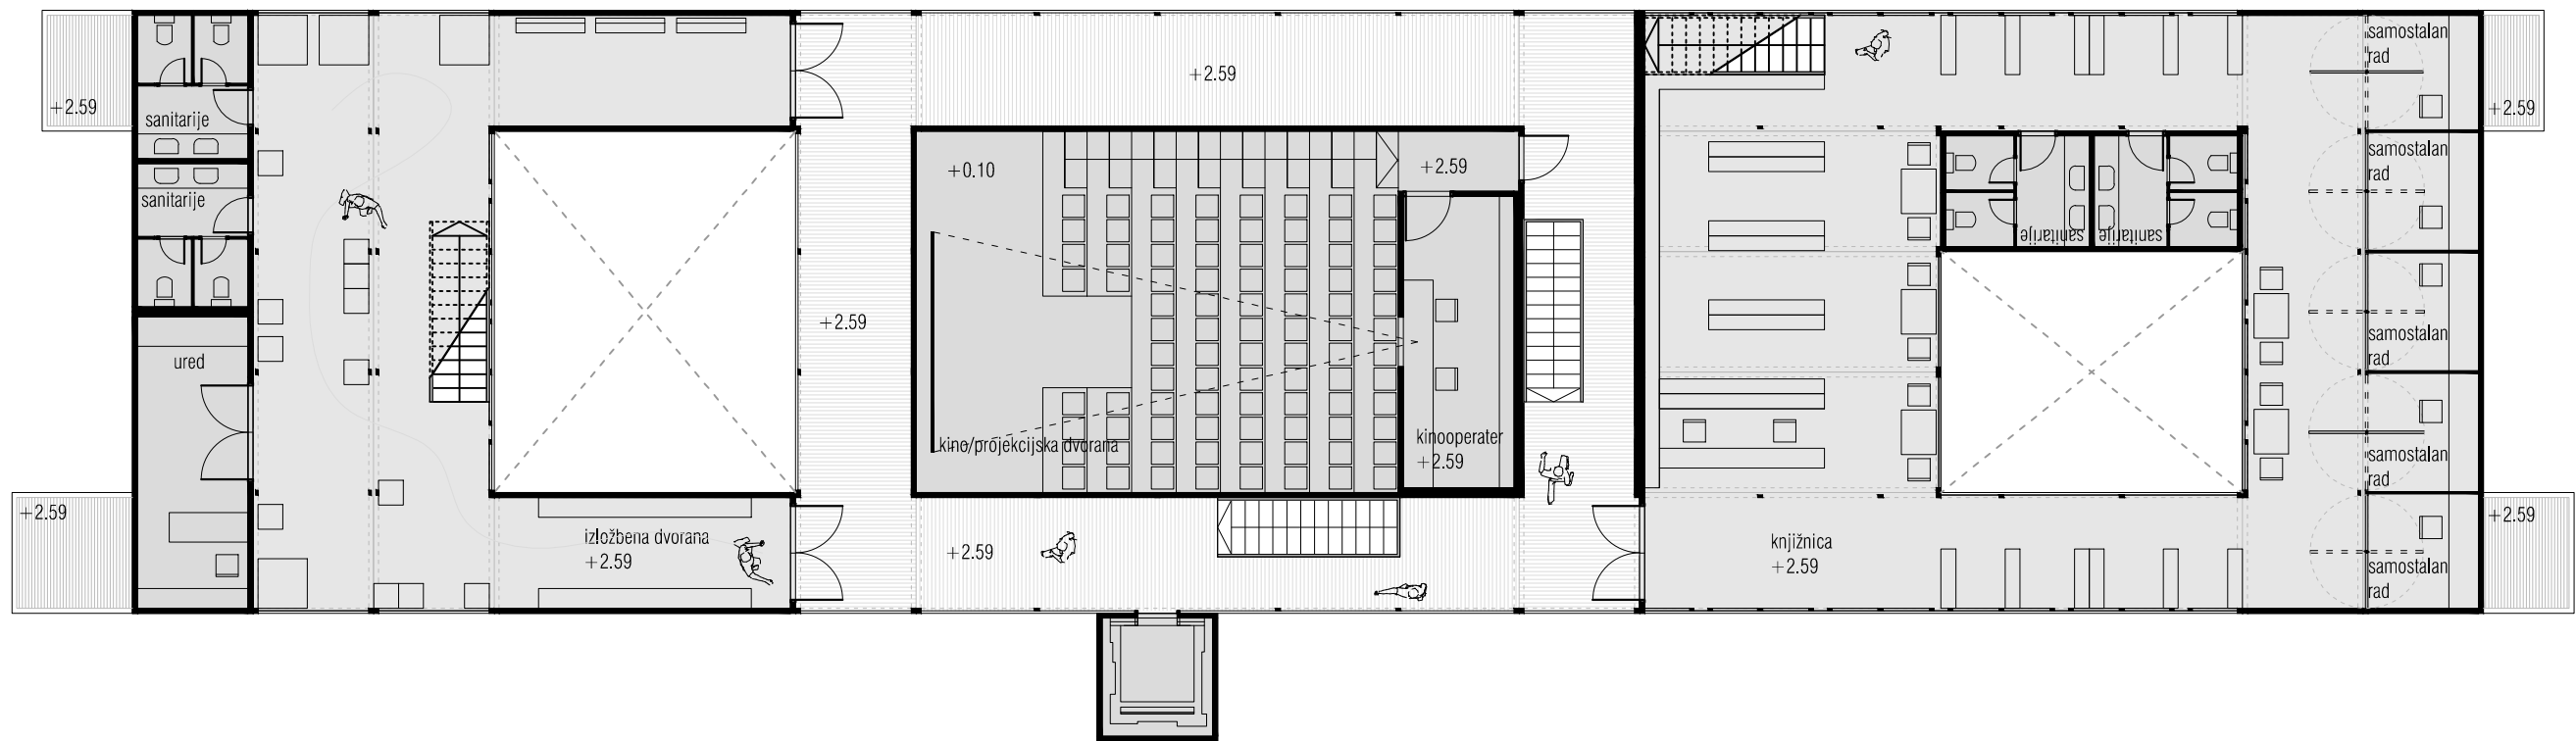 +2.59
sanitarije
sanitarije
ured
+2.59
izložbena dvorana
+2.59
+2.59
+2.59
+0.10
+2.59
kino/projekcijska dvorana
kinooperater
+2.59
+2.59
sanitarije
sanitarije
knjižnica
+2.59
samostalan
rad
samostalan
rad
samostalan
rad
samostalan
rad
samostalan
rad
+2.59
+2.59